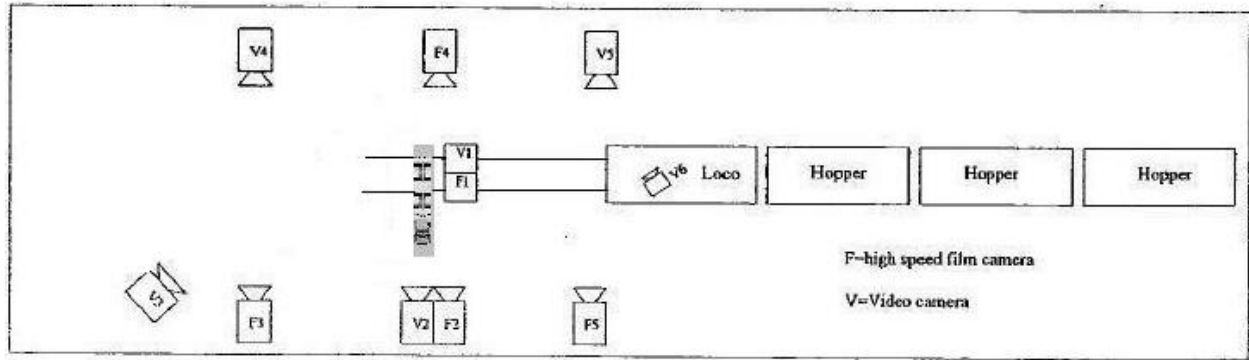 V4
F4
V5
V1
F1
V6
Loco
Hopper
Hopper
Hopper
F=high speed film camera
V=Video camera
V3
F3
V2
F2
F5